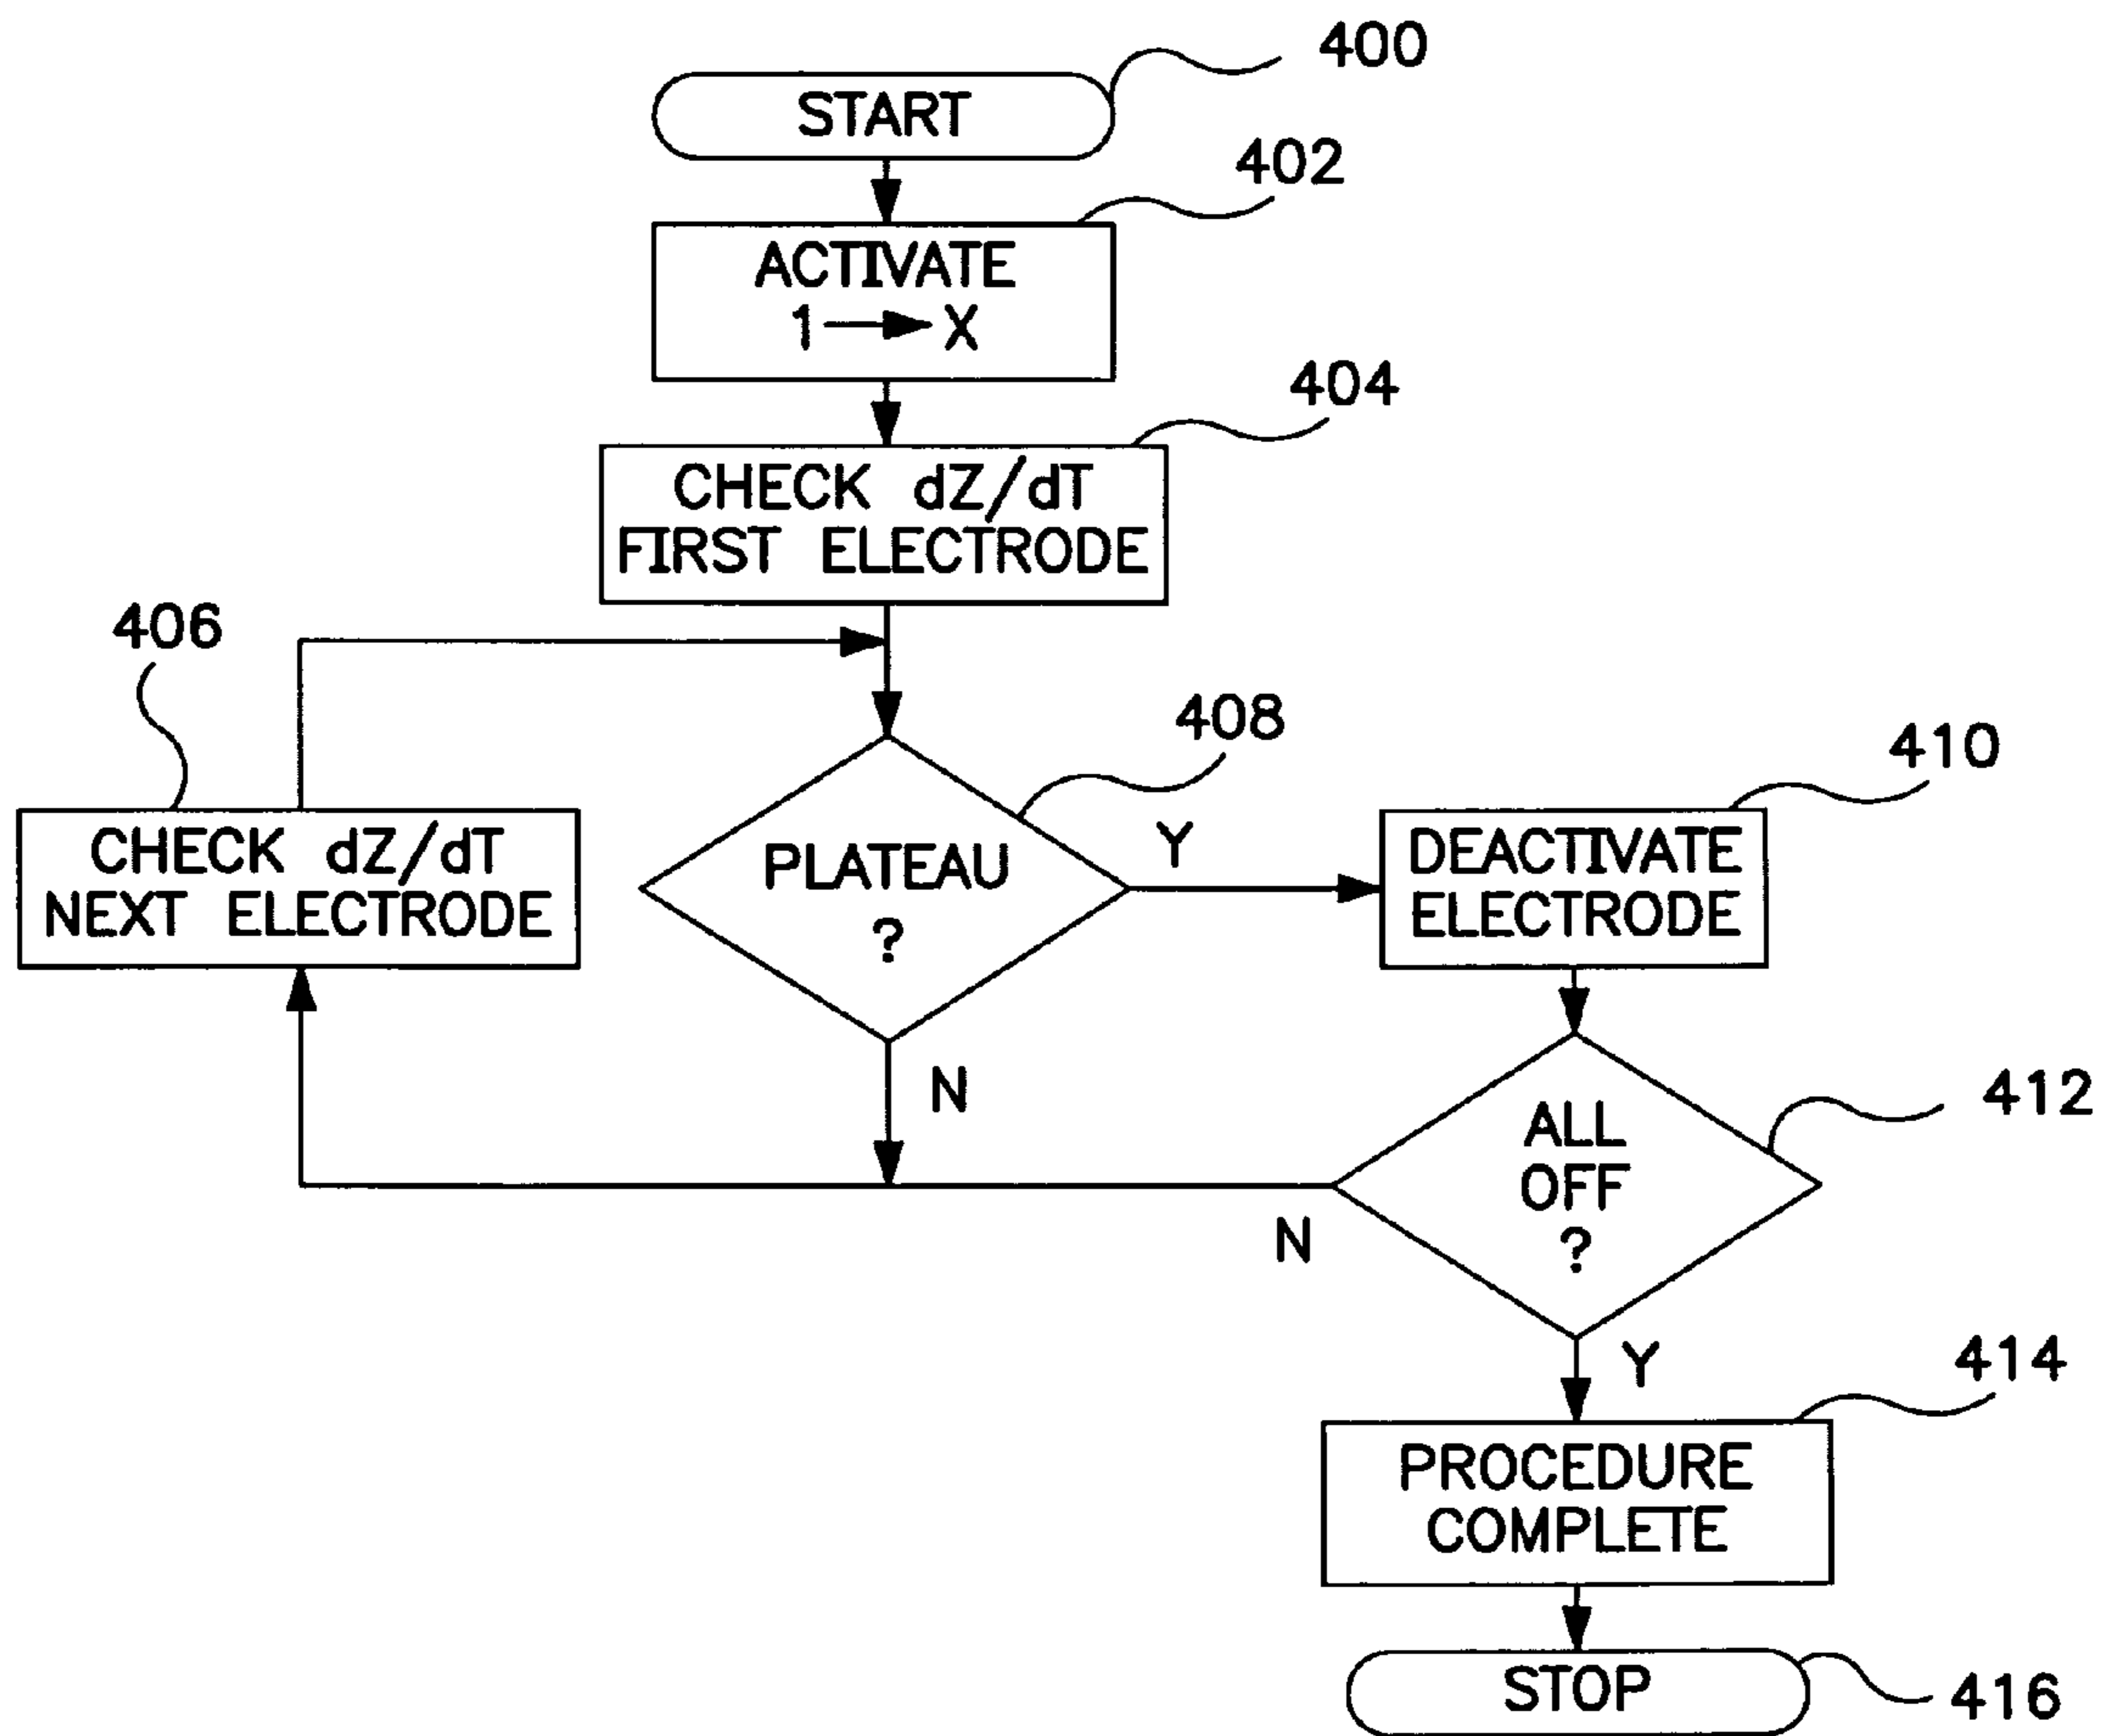 400
START
402
ACTIVATE
1 → X
404
CHECK dZ/dT
FIRST ELECTRODE
406
CHECK dZ/dT
NEXT ELECTRODE
408
PLATEAU
?
Y
N
410
DEACTIVATE
ELECTRODE
412
ALL
OFF
?
N
Y
414
PROCEDURE
COMPLETE
STOP
416